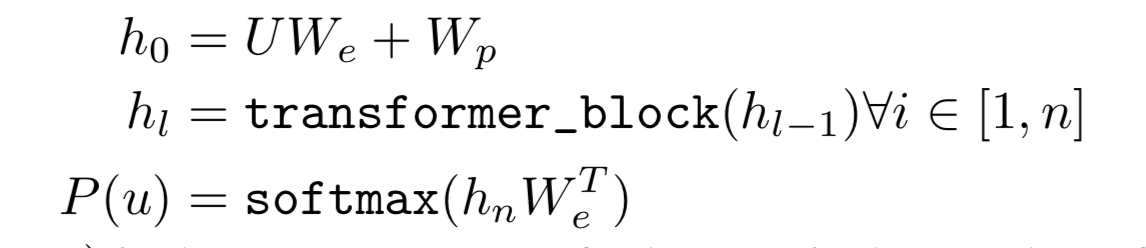 h_0 = UW_e + W_p
h_l = transformer_block(h_{l−1})∀i ∈ [1, n]
P(u) = softmax(h_n W_e^T)